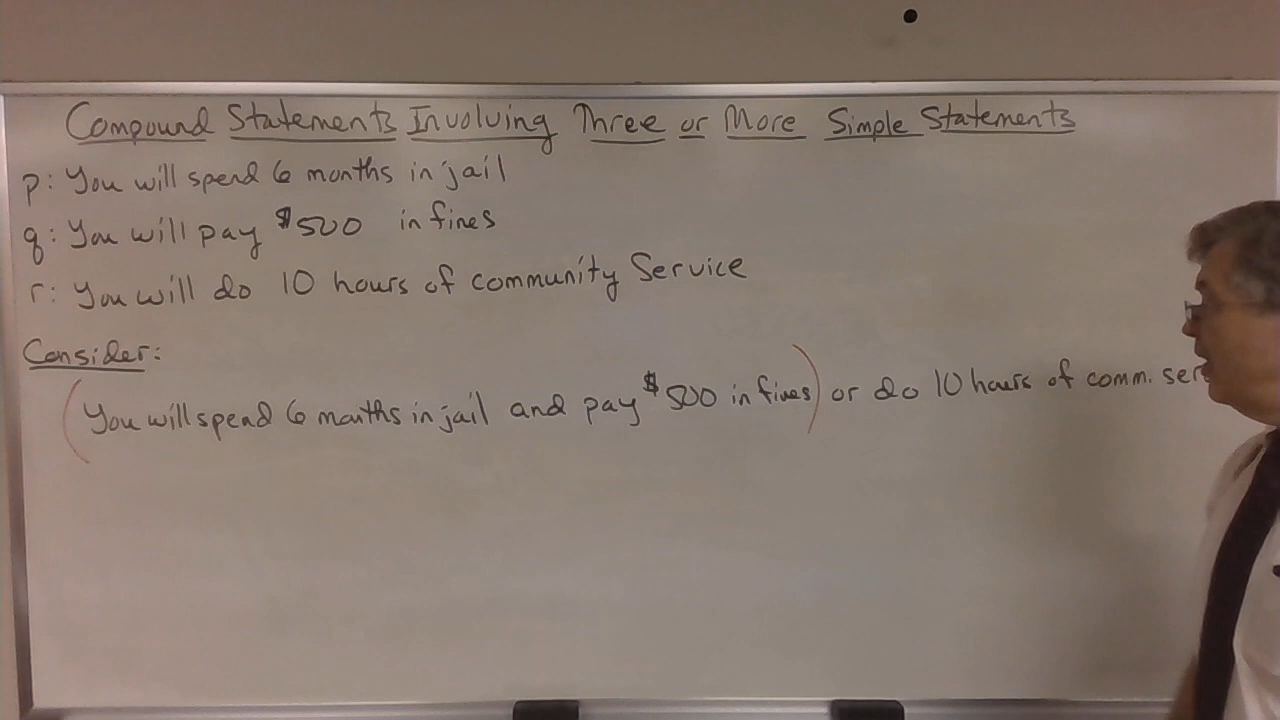 Compound Statements Involving Three or More Simple Statements
p: You will spend 6 months in jail
q: You will pay $500 in fines
r: You will do 10 hours of community Service
Consider:
(You will spend 6 months in jail and pay $500 in fines) or do 10 hours of comm. ser